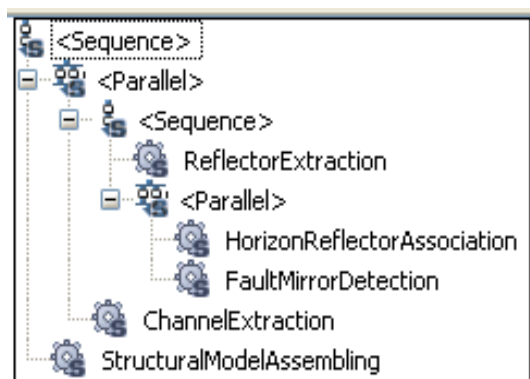 <Sequence>
<Parallel>
<Sequence>
ReflectorExtraction
<Parallel>
HorizonReflectorAssociation
FaultMirrorDetection
ChannelExtraction
StructuralModelAssembling